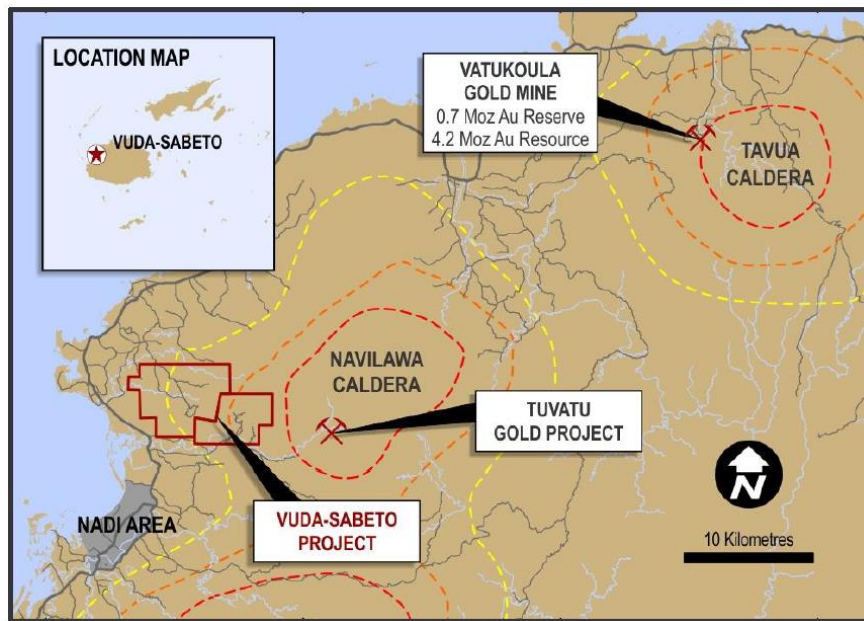 LOCATION MAP
VUDA-SABETO
VATUKOULA
GOLD MINE
0.7 Moz Au Reserve
4.2 Moz Au Resource
TAVUA
CALDERA
NAVILAWA
CALDERA
TUVATU
GOLD PROJECT
VUDA-SABETO
PROJECT
NADI AREA
N
10 Kilometres